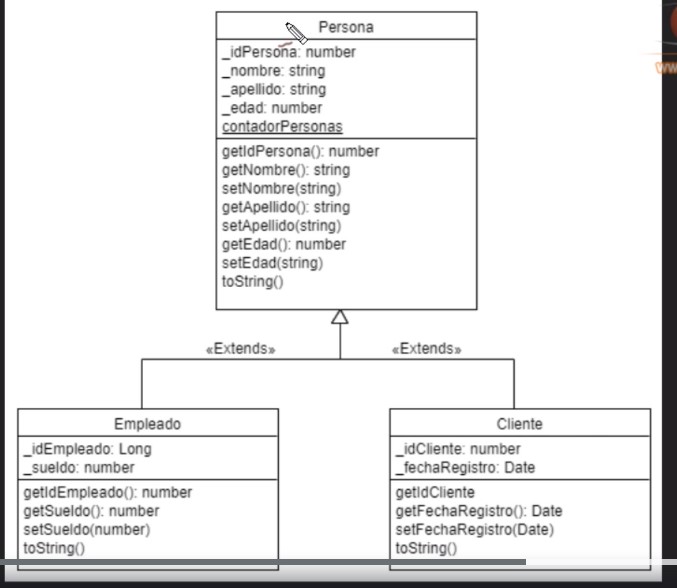 Persona
_idPersona: number
_nombre: string
_apellido: string
_edad: number
contadorPersonas
getIdPersona(): number
getNombre(): string
setNombre(string)
getApellido(): string
setApellido(string)
getEdad(): number
setEdad(string)
toString()
«Extends»
«Extends»
Empleado
_idEmpleado: Long
_sueldo: number
getIdEmpleado(): number
getSueldo(): number
setSueldo(number)
toString()
Cliente
_idCliente: number
_fechaRegistro: Date
getIdCliente
getFechaRegistro(): Date
setFechaRegistro(Date)
toString()